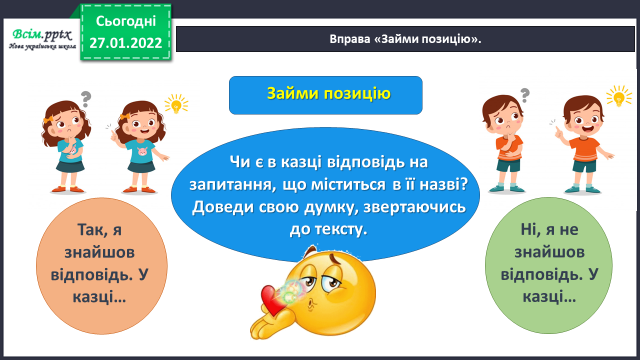 Всім.pptx
Нова українська школа
Сьогодні
27.01.2022
Вправа «Займи позицію».
Займи позицію
Чи є в казці відповідь на
запитання, що міститься в її назві?
Доведи свою думку, звертаючись
до тексту.
Так, я
знайшов
відповідь. У
казці...
Ні, я не
знайшов
відповідь. У
казці...